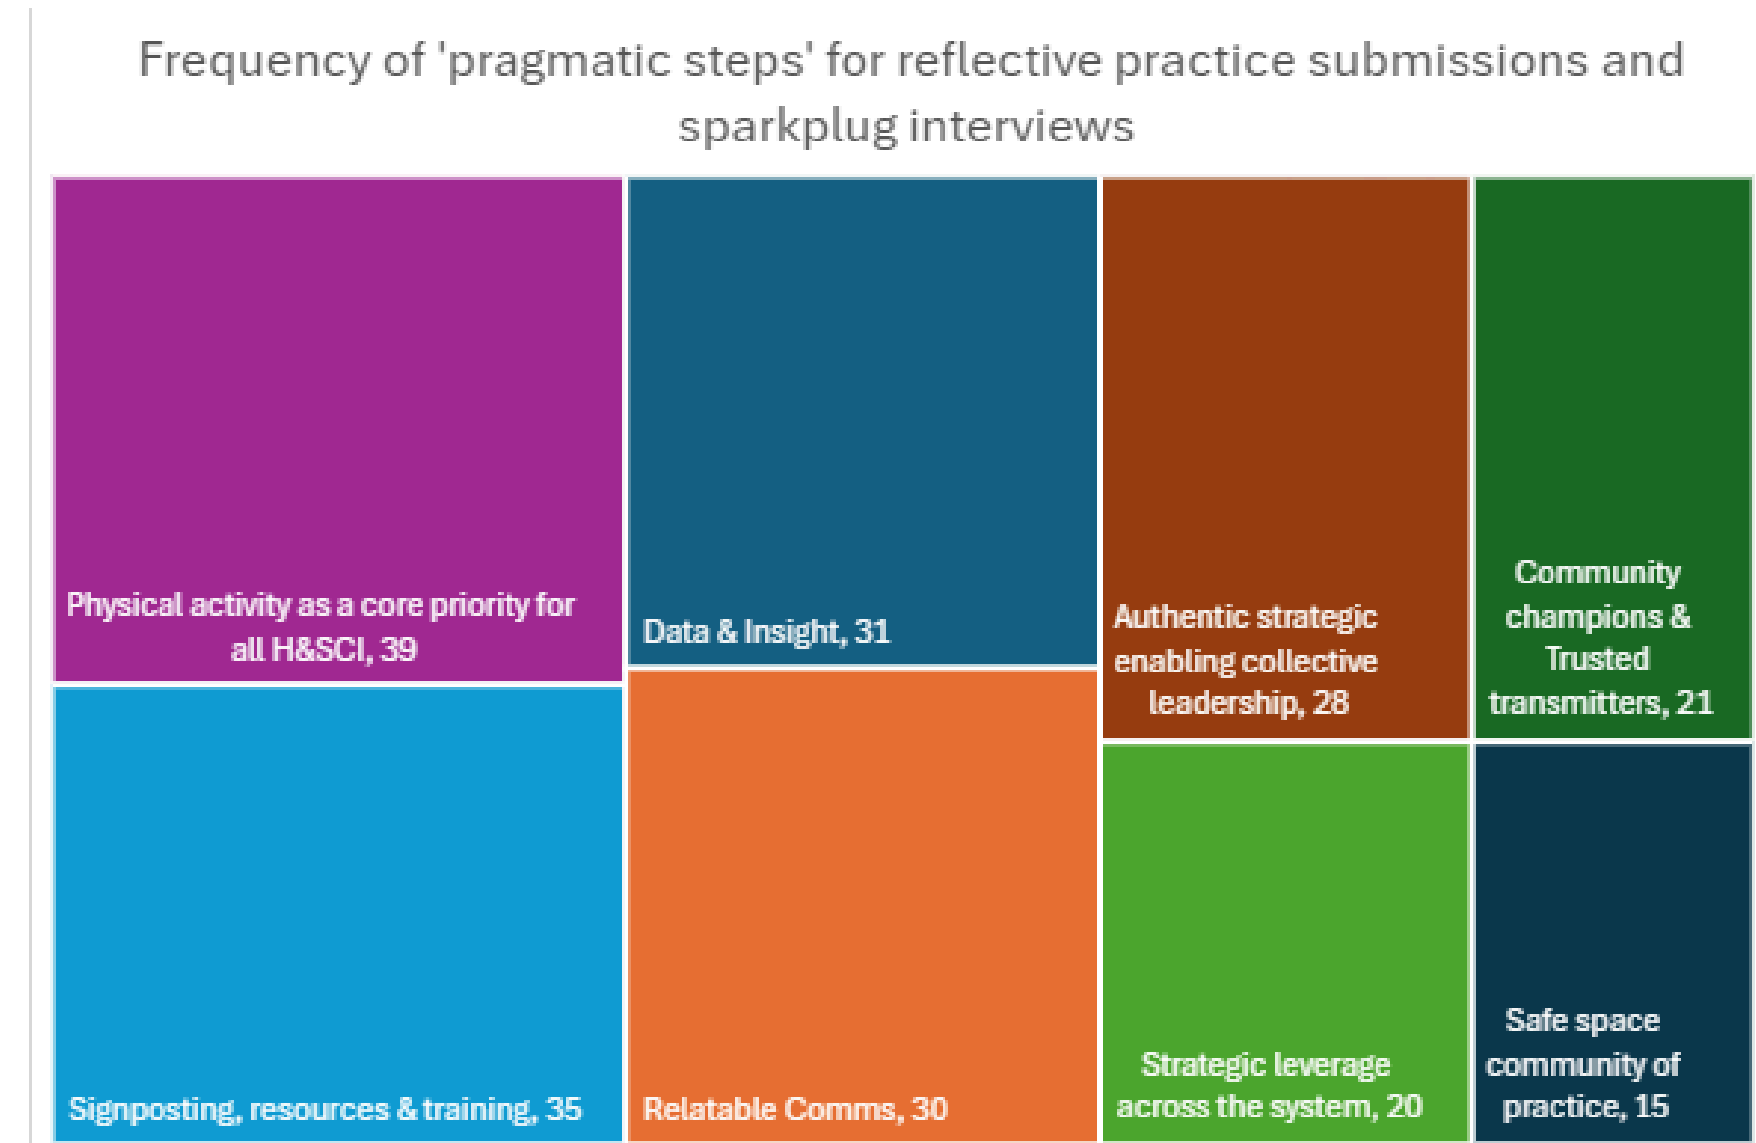 Frequency of 'pragmatic steps' for reflective practice submissions and
sparkplug interviews
Physical activity as a core priority for
all H&SCI, 39
Signposting, resources & training, 35
Data & Insight, 31
Relatable Comms, 30
Authentic strategic
enabling collective
leadership, 28
Strategic leverage
across the system, 20
Community
champions &
Trusted
transmitters, 21
Safe space
community of
practice, 15